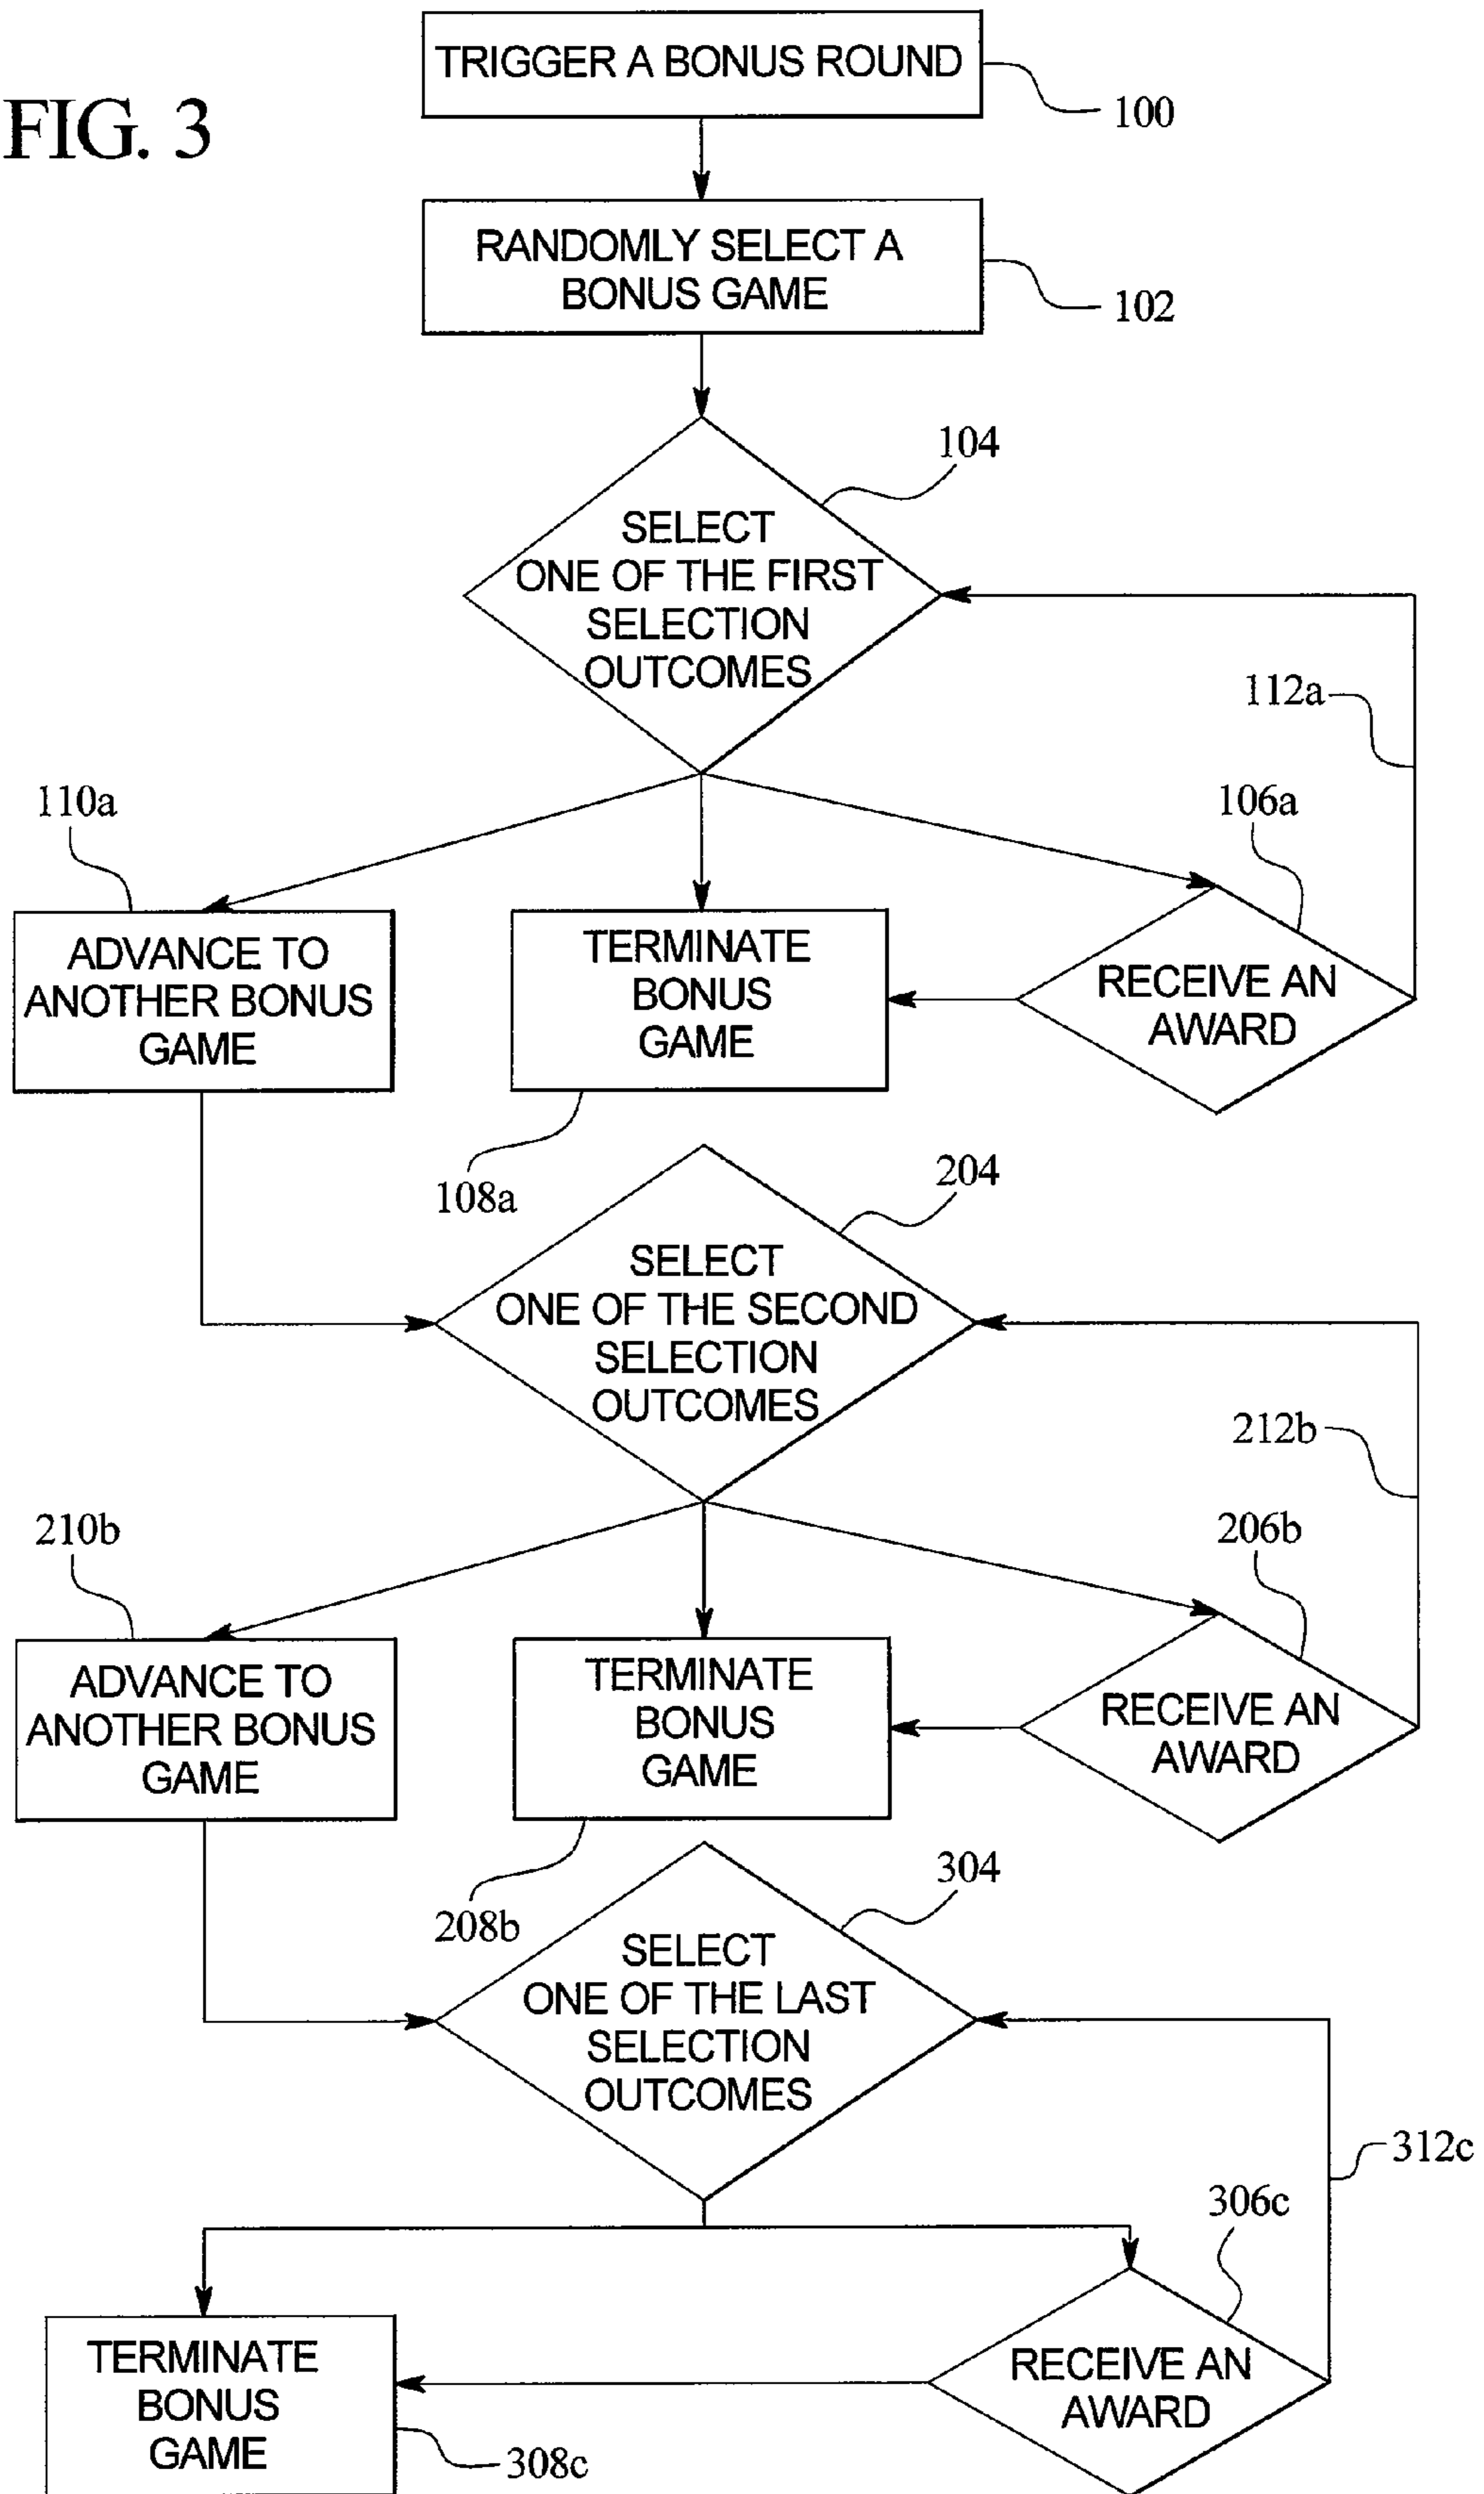 FIG. 3
TRIGGER A BONUS ROUND
100
RANDOMLY SELECT A
BONUS GAME
102
104
SELECT
ONE OF THE FIRST
SELECTION
OUTCOMES
112a
110a
106a
ADVANCE TO
ANOTHER BONUS
GAME
TERMINATE
BONUS
GAME
RECEIVE AN
AWARD
108a
204
SELECT
ONE OF THE SECOND
SELECTION
OUTCOMES
212b
210b
206b
ADVANCE TO
ANOTHER BONUS
GAME
TERMINATE
BONUS
GAME
RECEIVE AN
AWARD
208b
304
SELECT
ONE OF THE LAST
SELECTION
OUTCOMES
312c
306c
TERMINATE
BONUS
GAME
RECEIVE AN
AWARD
308c